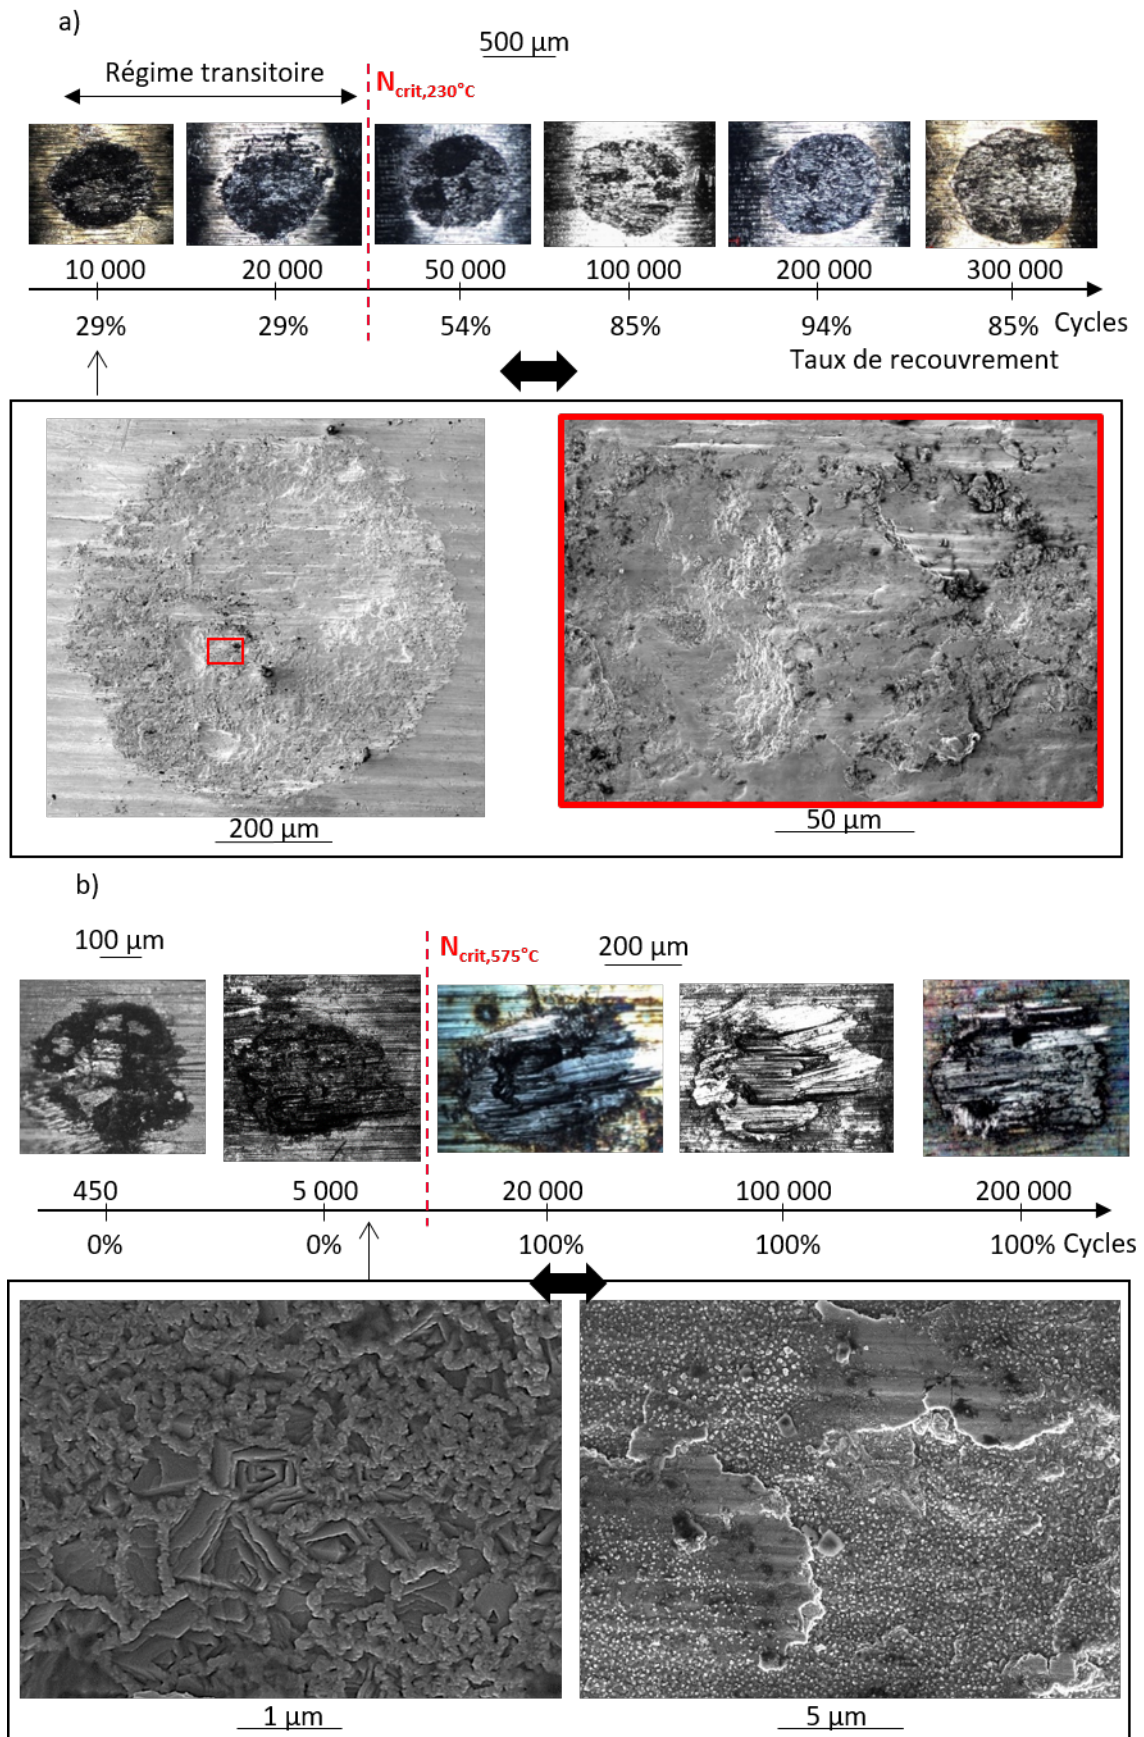 a)
500 µm
Régime transitoire
Ncrit,230°C
10 000 20 000 50 000 100 000 200 000 300 000
29% 29% 54% 85% 94% 85% Cycles
Taux de recouvrement
200 µm
50 µm
b)
100 µm
Ncrit,575°C
200 µm
450 5 000 20 000 100 000 200 000
0% 0% 100% 100% 100% Cycles
1 µm
5 µm